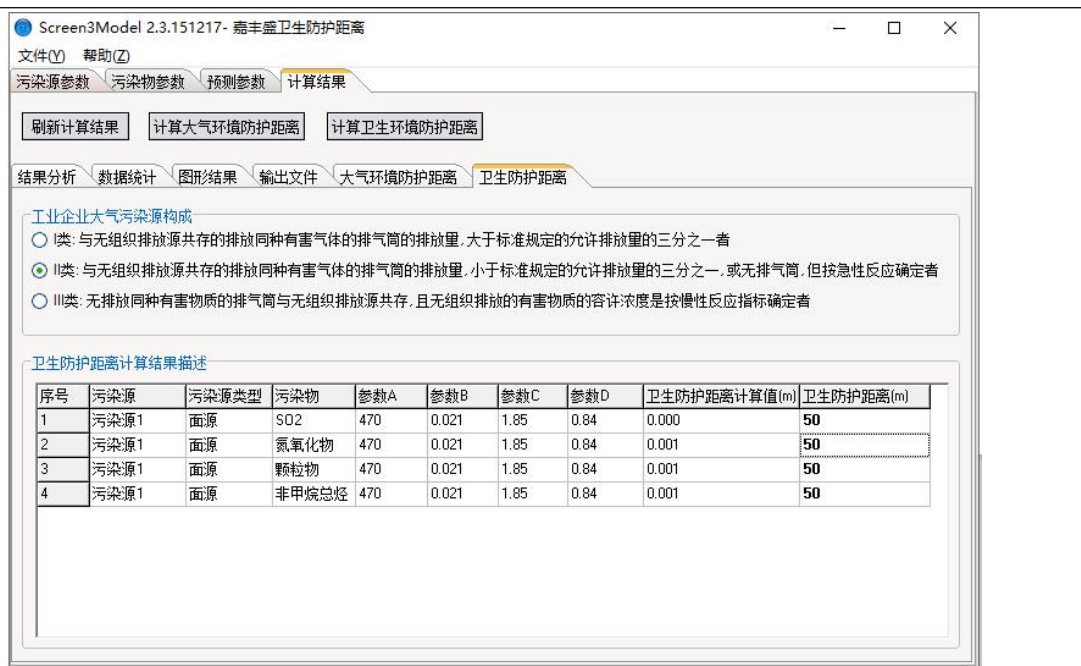 Screen3Model 2.3.151217- 嘉丰盛卫生防护距离
文件(Y) 帮助(Z)
污染源参数 污染物参数 预测参数 计算结果
刷新计算结果 计算大气环境防护距离 计算卫生环境防护距离
结果分析 数据统计 图形结果 输出文件 大气环境防护距离 卫生防护距离
工业企业大气污染源构成
I类: 与无组织排放源共存的排放同种有害气体的排气筒的排放量,大于标准规定的允许排放量的三分之一者
II类: 与无组织排放源共存的排放同种有害气体的排气筒的排放量,小于标准规定的允许排放量的三分之一,或无排气筒,但按急性反应确定者
III类: 无排放同种有害物质的排气筒与无组织排放源共存,且无组织排放的有害物质的容许浓度是按慢性反应指标确定者
卫生防护距离计算结果描述
序号 污染源 污染源类型 污染物 参数A 参数B 参数C 参数D 卫生防护距离计算值(m) 卫生防护距离(m)
1 污染源1 面源 SO2 470 0.021 1.85 0.84 0.000 50
2 污染源1 面源 氮氧化物 470 0.021 1.85 0.84 0.001 50
3 污染源1 面源 颗粒物 470 0.021 1.85 0.84 0.001 50
4 污染源1 面源 非甲烷总烃 470 0.021 1.85 0.84 0.001 50